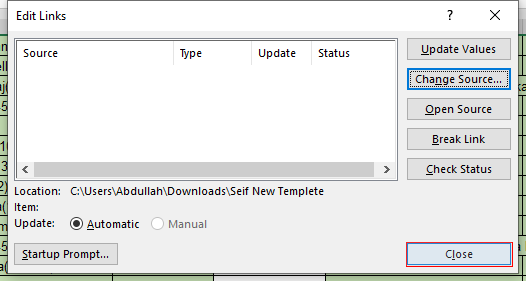 Edit Links
Source Type Update Status
Update Values
Change Source...
Open Source
Break Link
Check Status
Location: C:\Users\Abdullah\Downloads\Seif New Templete
Item:
Update: Automatic Manual
Startup Prompt... Close